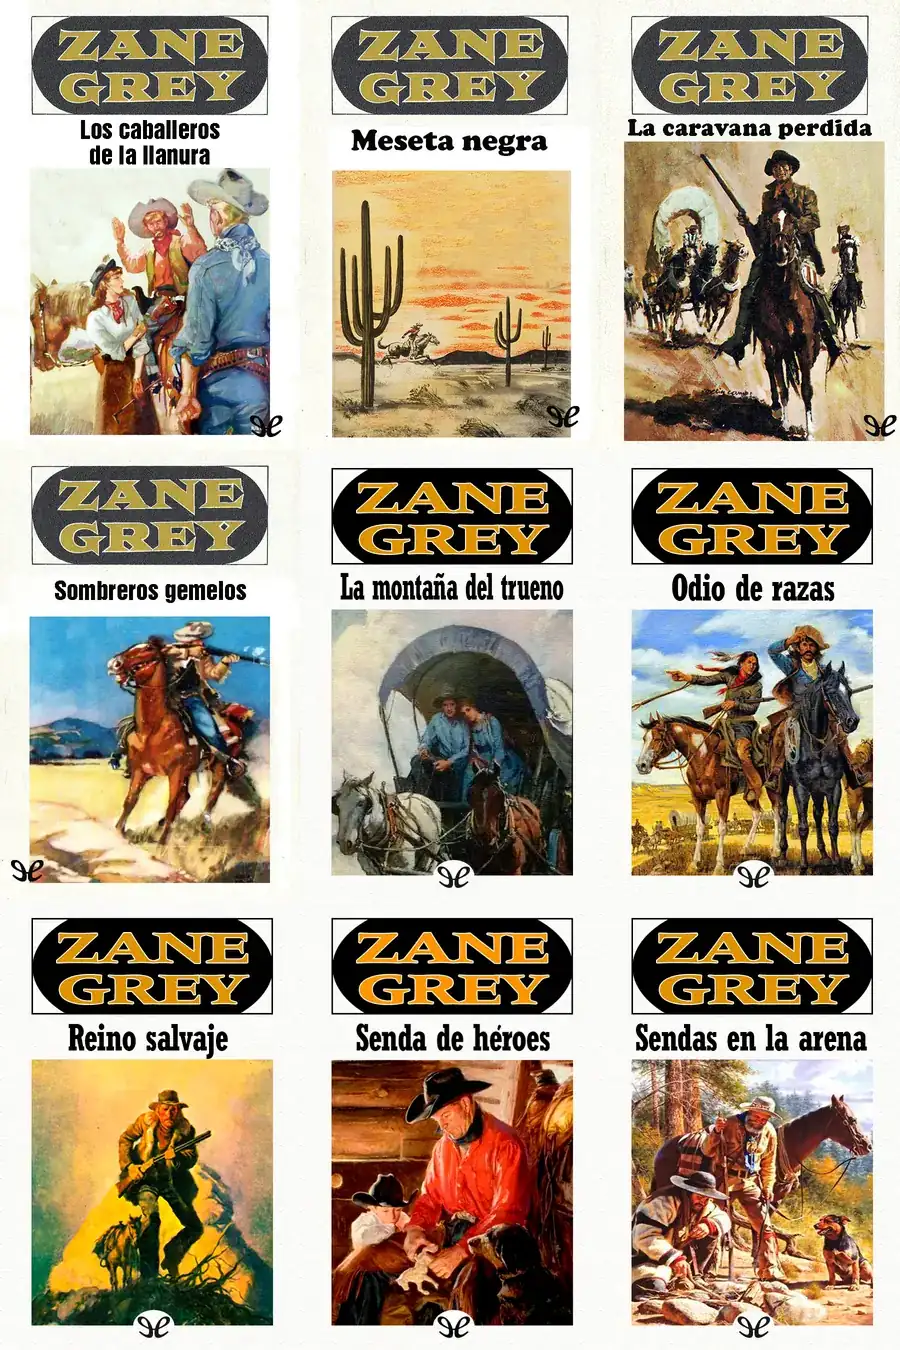 ZANE
GREY
Los caballeros
de la llanura
ZANE
GREY
Meseta negra
ZANE
GREY
La caravana perdida
ZANE
GREY
Sombreros gemelos
ZANE
GREY
La montaña del trueno
ZANE
GREY
Odio de razas
ZANE
GREY
Reino salvaje
ZANE
GREY
Senda de héroes
ZANE
GREY
Sendas en la arena